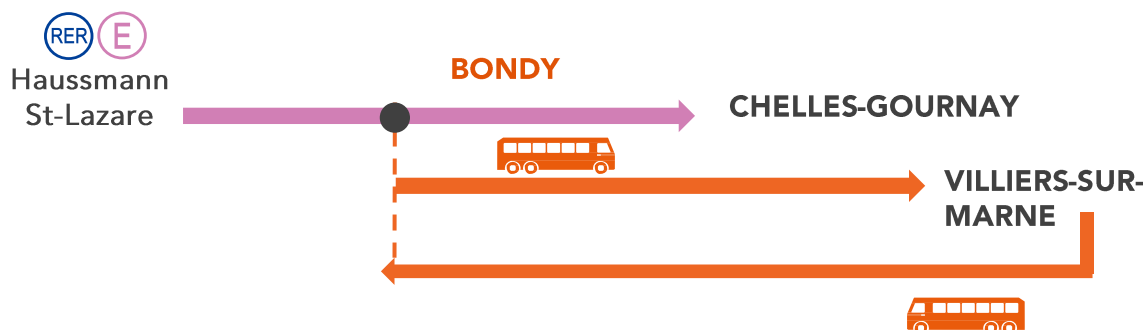 RER E
Haussmann
St-Lazare
BONDY
CHELLES-GOURNAY
VILLIERS-SUR-
MARNE